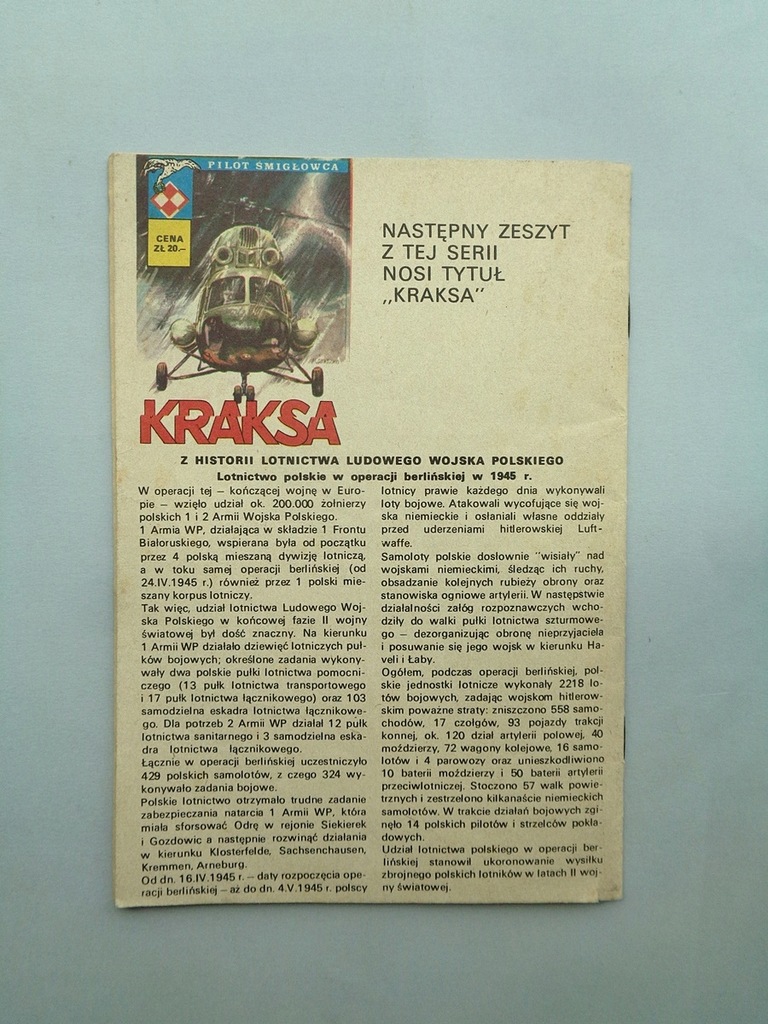 PILOT ŚMIGŁOWCA
CENA
ZŁ 20.—
NASTĘPNY ZESZYT
Z TEJ SERII
NOSI TYTUŁ
„KRAKSA"
KRAKSA
Z HISTORII LOTNICTWA LUDOWEGO WOJSKA POLSKIEGO
Lotnictwo polskie w operacji berlińskiej w 1945 r.
W operacji tej — kończącej wojnę w Euro-
pie — wzięło udział ok. 200.000 żołnierzy
polskich 1 i 2 Armii Wojska Polskiego.
1 Armia WP, działająca w składzie 1 Frontu
Białoruskiego, wspierana była od początku
przez 4 polską mieszaną dywizję lotniczą,
a w toku samej operacji berlińskiej (od
24.IV.1945 r.) również przez 1 polski mie-
szany korpus lotniczy.
Tak więc, udział lotnictwa Ludowego Woj-
ska Polskiego w końcowej fazie II wojny
światowej był dość znaczny. Na kierunku
1 Armii WP działało dziewięć lotniczych puł-
ków bojowych; określone zadania wykony-
wały dwa polskie pułki lotnictwa pomocni-
czego (13 pułk lotnictwa transportowego
i 17 pułk lotnictwa łącznikowego) oraz 103
samodzielna eskadra lotnictwa łącznikowe-
go. Dla potrzeb 2 Armii WP działał 12 pułk
lotnictwa sanitarnego i 3 samodzielna eska-
dra lotnictwa łącznikowego.
Łącznie w operacji berlińskiej uczestniczyło
429 polskich samolotów, z czego 324 wy-
konywało zadania bojowe.
Polskie lotnictwo otrzymało trudne zadanie
zabezpieczania natarcia 1 Armii WP, która
miała sforsować Odrę w rejonie Siekierek
i Gozdowic a następnie rozwinąć działania
w kierunku Klosterfelde, Sachsenchausen,
Kremmen, Arneburg.
Od dn. 16.IV.1945 r. — daty rozpoczęcia ope-
racji berlińskiej — aż do dn. 4.V.1945 r. polscy
lotnicy prawie każdego dnia wykonywali
loty bojowe. Atakowali wycofujące się woj-
ska niemieckie i osłaniali własne oddziały
przed uderzeniami hitlerowskiej Luft-
waffe.
Samoloty polskie dosłownie "wisiały" nad
wojskami niemieckimi, śledząc ich ruchy,
obsadzanie kolejnych rubieży obrony oraz
stanowiska ogniowe artylerii. W następstwie
działalności załóg rozpoznawczych wcho-
dziły do walki pułki lotnictwa szturmowe-
go — dezorganizując obronę nieprzyjaciela
i posuwanie się jego wojsk w kierunku Ha-
veli i Łaby.
Ogółem, podczas operacji berlińskiej, pol-
skie jednostki lotnicze wykonały 2218 lo-
tów bojowych, zadając wojskom hitlerow-
skim poważne straty: zniszczono 558 samo-
chodów, 17 czołgów, 93 pojazdy trakcji
konnej, ok. 120 dział artylerii polowej, 40
moździerzy, 72 wagony kolejowe, 16 samo-
lotów i 4 parowozy oraz unieszkodliwiono
10 baterii moździerzy i 50 baterii artylerii
przeciwlotniczej. Stoczono 57 walk powie-
trznych i zestrzelono kilkanaście niemieckich
samolotów. W trakcie działań bojowych zgi-
nęło 14 polskich pilotów i strzelców pokła-
dowych.
Udział lotnictwa polskiego w operacji ber-
lińskiej stanowił ukoronowanie wysiłku
zbrojnego polskich lotników w latach II woj-
ny światowej.